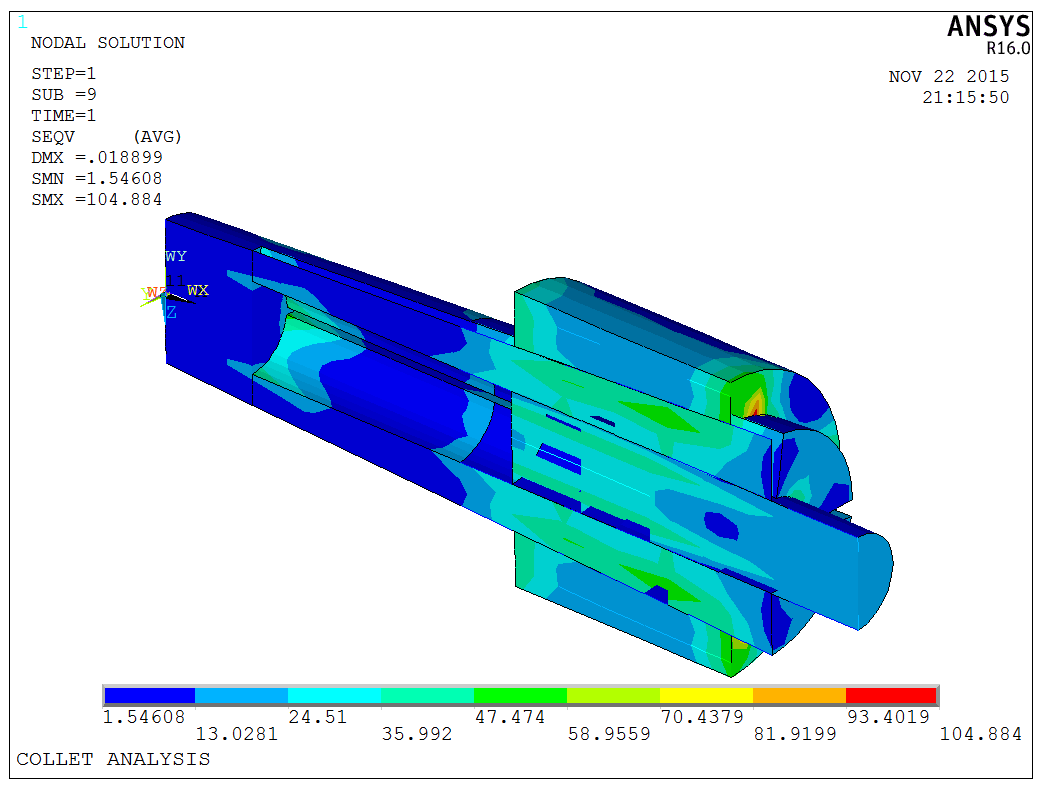 1
ANSYS
R16.0
NODAL SOLUTION
NOV 22 2015
21:15:50
STEP=1
SUB =9
TIME=1
SEQV (AVG)
DMX =.018899
SMN =1.54608
SMX =104.884
WY
WZ WX
Z
1.54608 24.51 47.474 70.4379 93.4019
13.0281 35.992 58.9559 81.9199 104.884
COLLET ANALYSIS